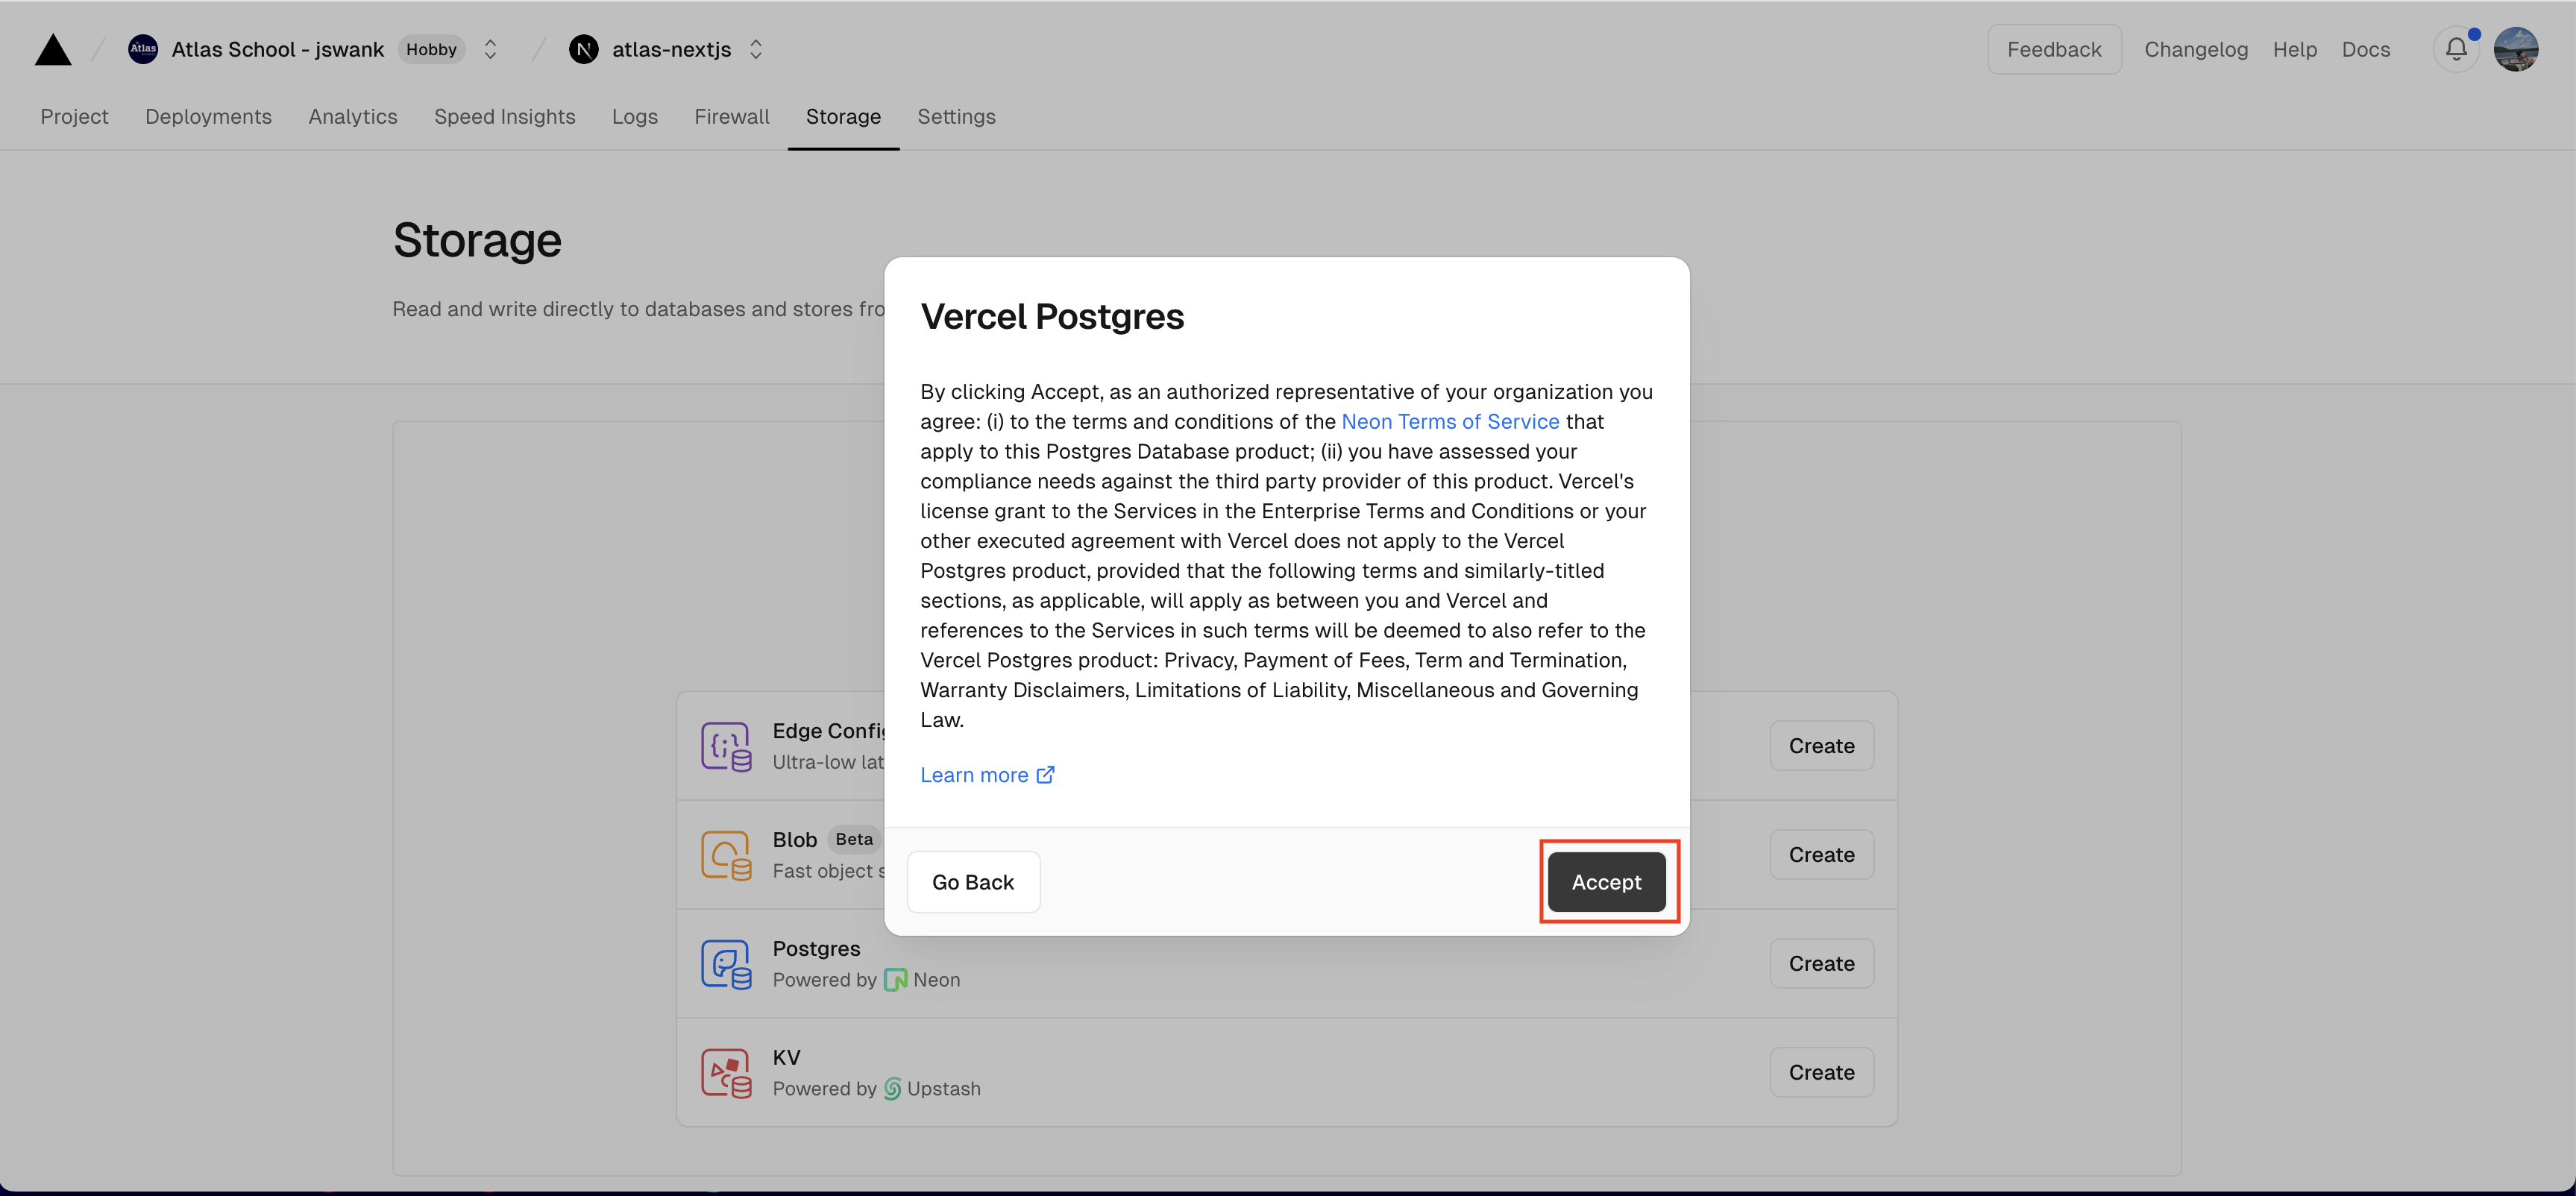 Atlas
Atlas School - jswank Hobby
N atlas-nextjs
Feedback Changelog Help Docs
Project Deployments Analytics Speed Insights Logs Firewall Storage Settings
Storage
Read and write directly to databases and stores fro
Vercel Postgres
By clicking Accept, as an authorized representative of your organization you
agree: (i) to the terms and conditions of the Neon Terms of Service that
apply to this Postgres Database product; (ii) you have assessed your
compliance needs against the third party provider of this product. Vercel's
license grant to the Services in the Enterprise Terms and Conditions or your
other executed agreement with Vercel does not apply to the Vercel
Postgres product, provided that the following terms and similarly-titled
sections, as applicable, will apply as between you and Vercel and
references to the Services in such terms will be deemed to also refer to the
Vercel Postgres product: Privacy, Payment of Fees, Term and Termination,
Warranty Disclaimers, Limitations of Liability, Miscellaneous and Governing
Law.
Learn more
Go Back Accept
Edge Config
Ultra-low lat
Create
Blob Beta
Fast object s
Create
Postgres
Powered by Neon
Create
KV
Powered by Upstash
Create